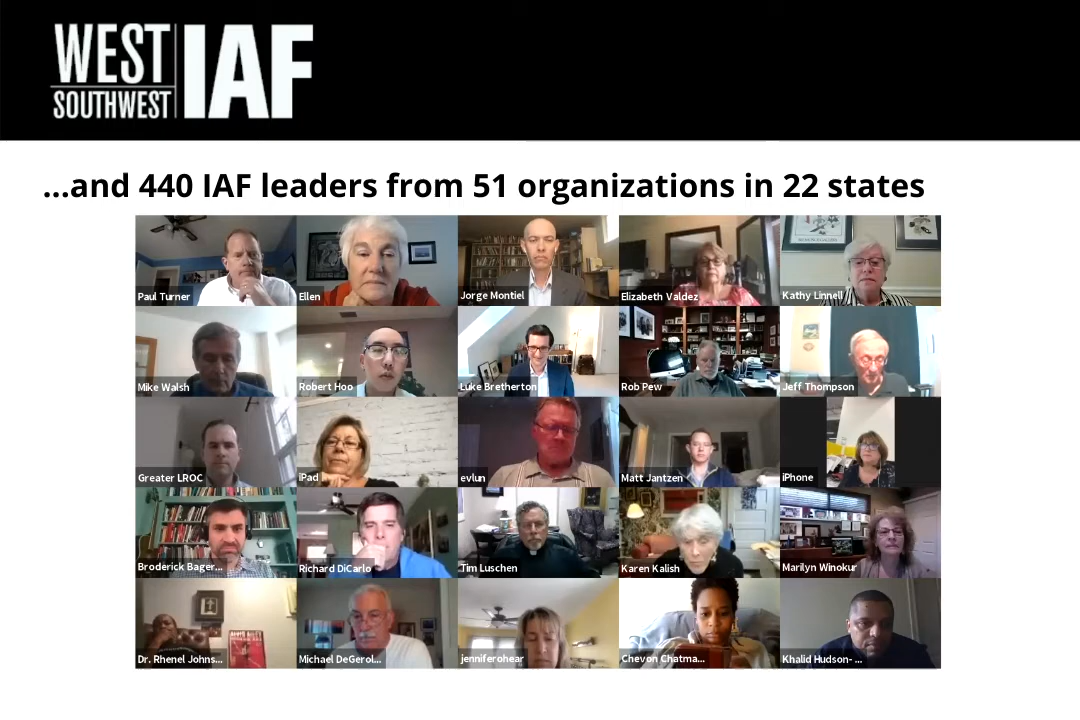 WEST
SOUTHWEST
IAF
...and 440 IAF leaders from 51 organizations in 22 states
Paul Turner
Ellen
Jorge Montiel
Elizabeth Valdez
Kathy Linnell
Mike Walsh
Robert Hoo
Luke Bretherton
Rob Pew
Jeff Thompson
Greater LROC
iPad
evlun
Matt Jantzen
iPhone
Broderick Bager...
Richard DiCarlo
Tim Luschen
Karen Kalish
Marilyn Winokur
Dr. Rhenel Johns...
Michael DeGerol...
jenniferohear
Chevon Chatma...
Khalid Hudson- ...